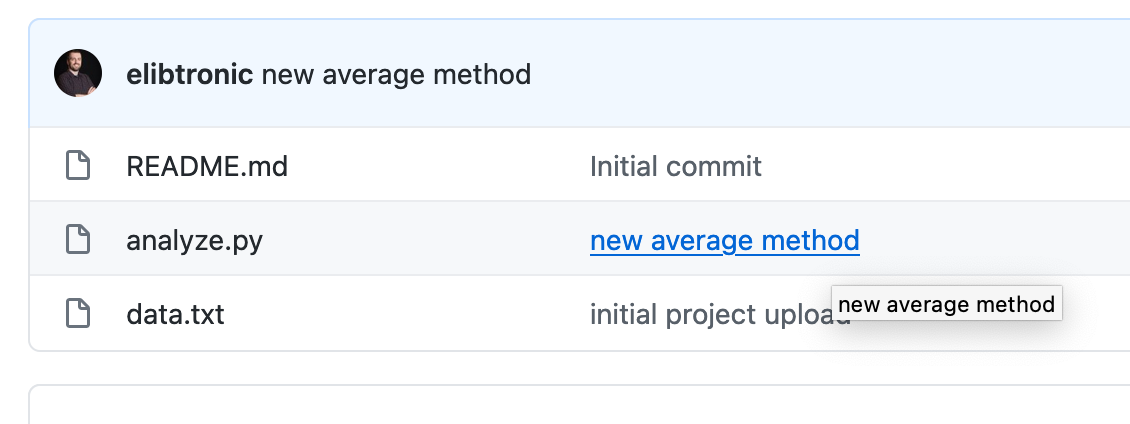 elibtronic new average method
README.md Initial commit
analyze.py new average method
data.txt initial project upload
new average method